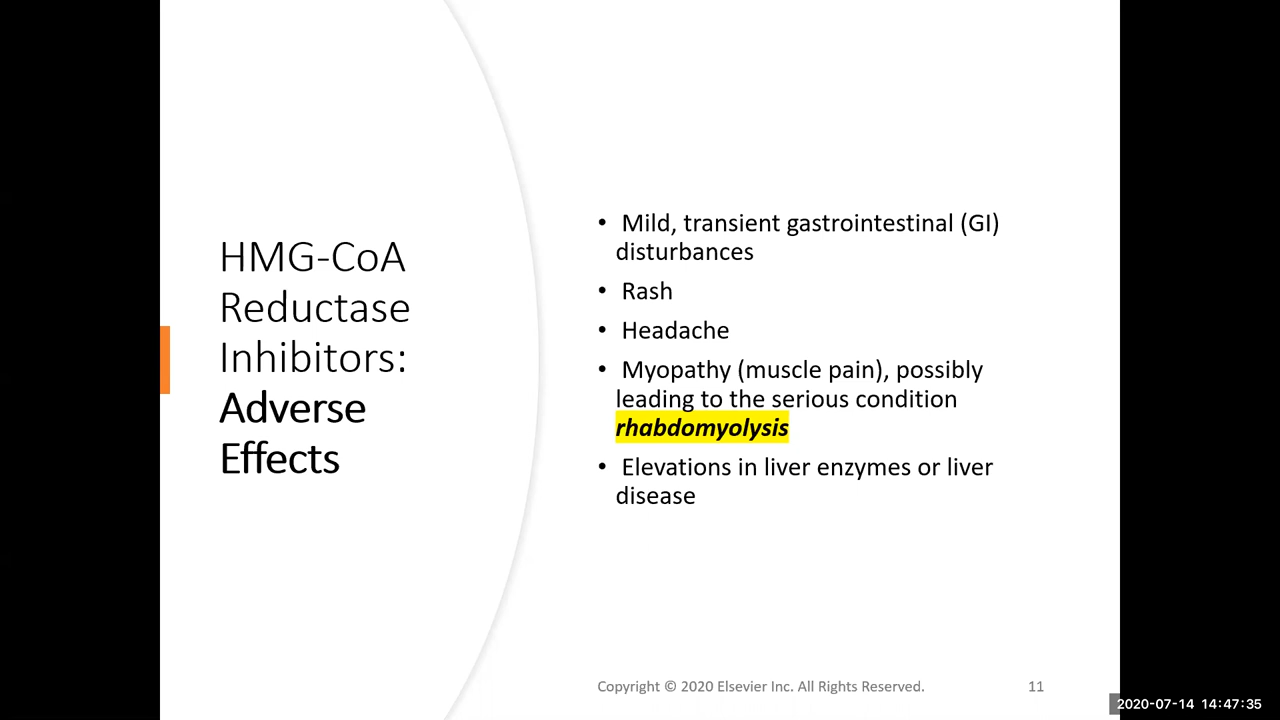 HMG-CoA
Reductase
Inhibitors:
Adverse
Effects
• Mild, transient gastrointestinal (GI)
disturbances
• Rash
• Headache
• Myopathy (muscle pain), possibly
leading to the serious condition
rhabdomyolysis
• Elevations in liver enzymes or liver
disease
Copyright © 2020 Elsevier Inc. All Rights Reserved.
11
2020-07-14 14:47:35